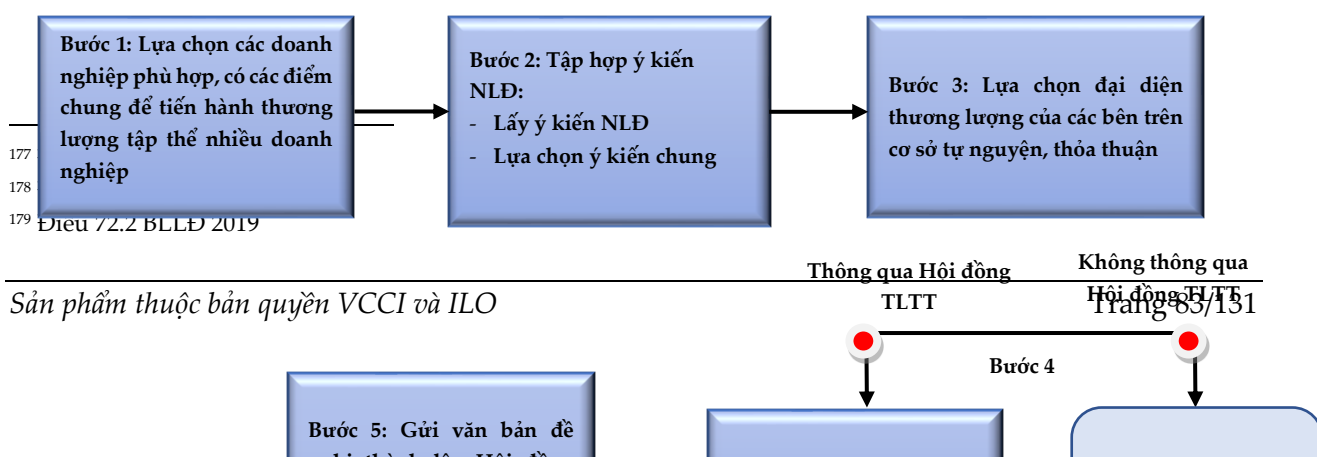 Bước 1: Lựa chọn các doanh
nghiệp phù hợp, có các điểm
chung để tiến hành thương
lượng tập thể nhiều doanh
nghiệp
Bước 2: Tập hợp ý kiến
NLĐ:
- Lấy ý kiến NLĐ
- Lựa chọn ý kiến chung
Bước 3: Lựa chọn đại diện
thương lượng của các bên trên
cơ sở tự nguyện, thỏa thuận
177
178
179 Điều 72.2 BLLĐ 2019
Thông qua Hội đồng
TLTT
Không thông qua
Hội đồng TLTT
Sản phẩm thuộc bản quyền VCCI và ILO
Trang 83/131
Bước 4
Bước 5: Gửi văn bản đề